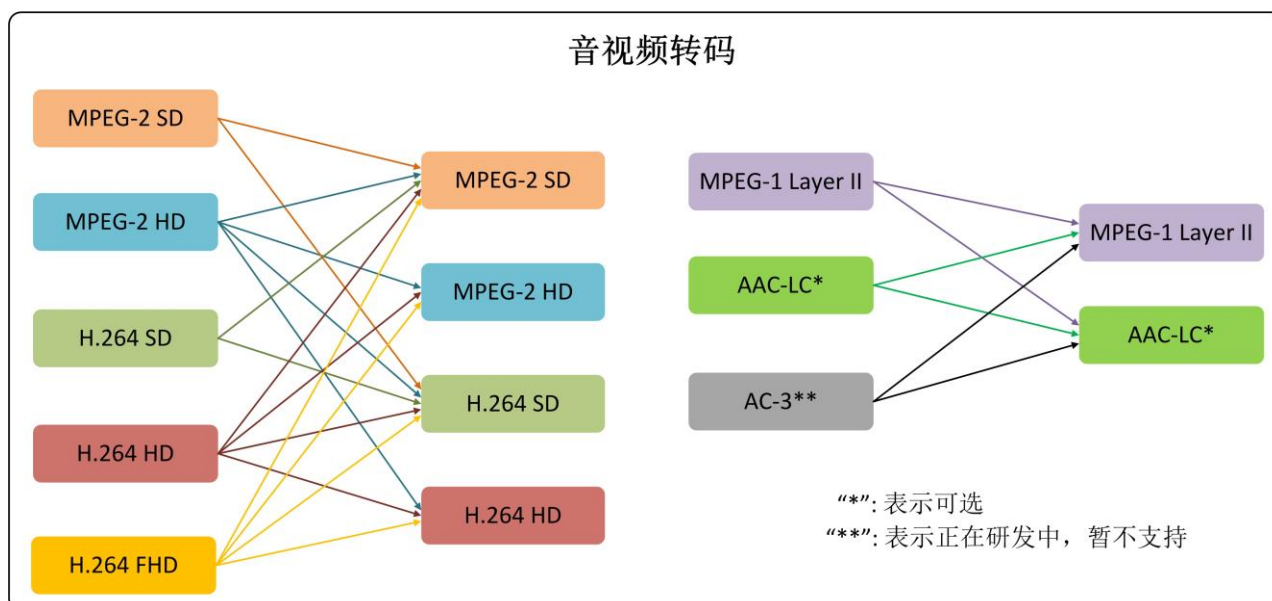 音视频转码
MPEG-2 SD
MPEG-2 HD
H.264 SD
H.264 HD
H.264 FHD
MPEG-2 SD
MPEG-2 HD
H.264 SD
H.264 HD
MPEG-1 Layer II
AAC-LC*
AC-3**
MPEG-1 Layer II
AAC-LC*
“*”: 表示可选
“**”: 表示正在研发中，暂不支持